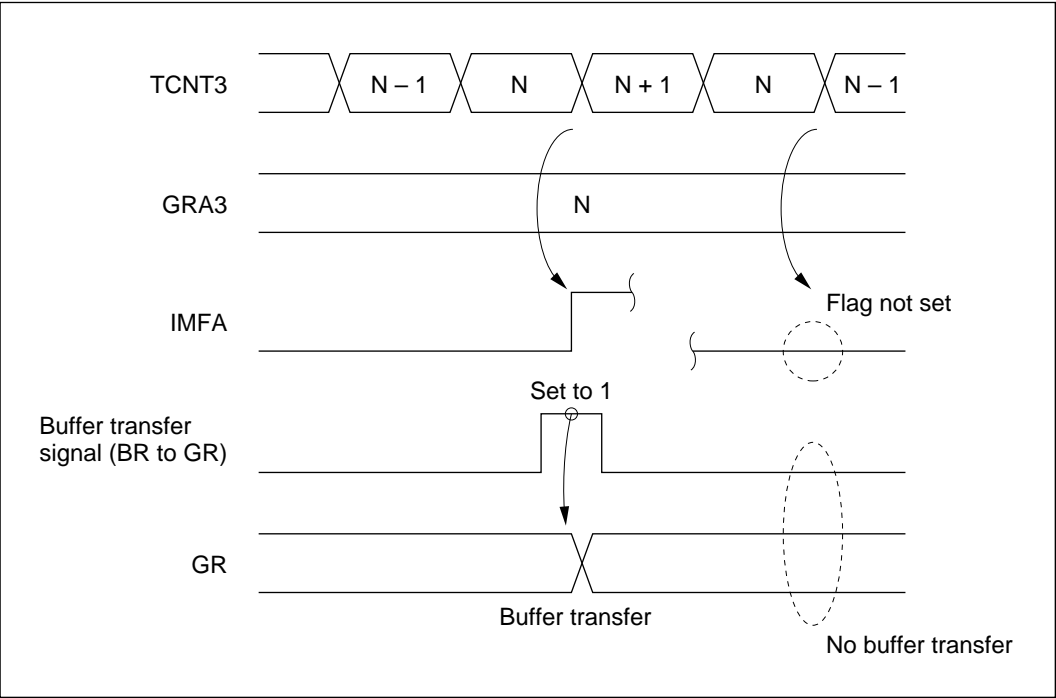 TCNT3
N – 1
N
N + 1
N
N – 1
GRA3
N
IMFA
Flag not set
Set to 1
Buffer transfer
signal (BR to GR)
GR
Buffer transfer
No buffer transfer